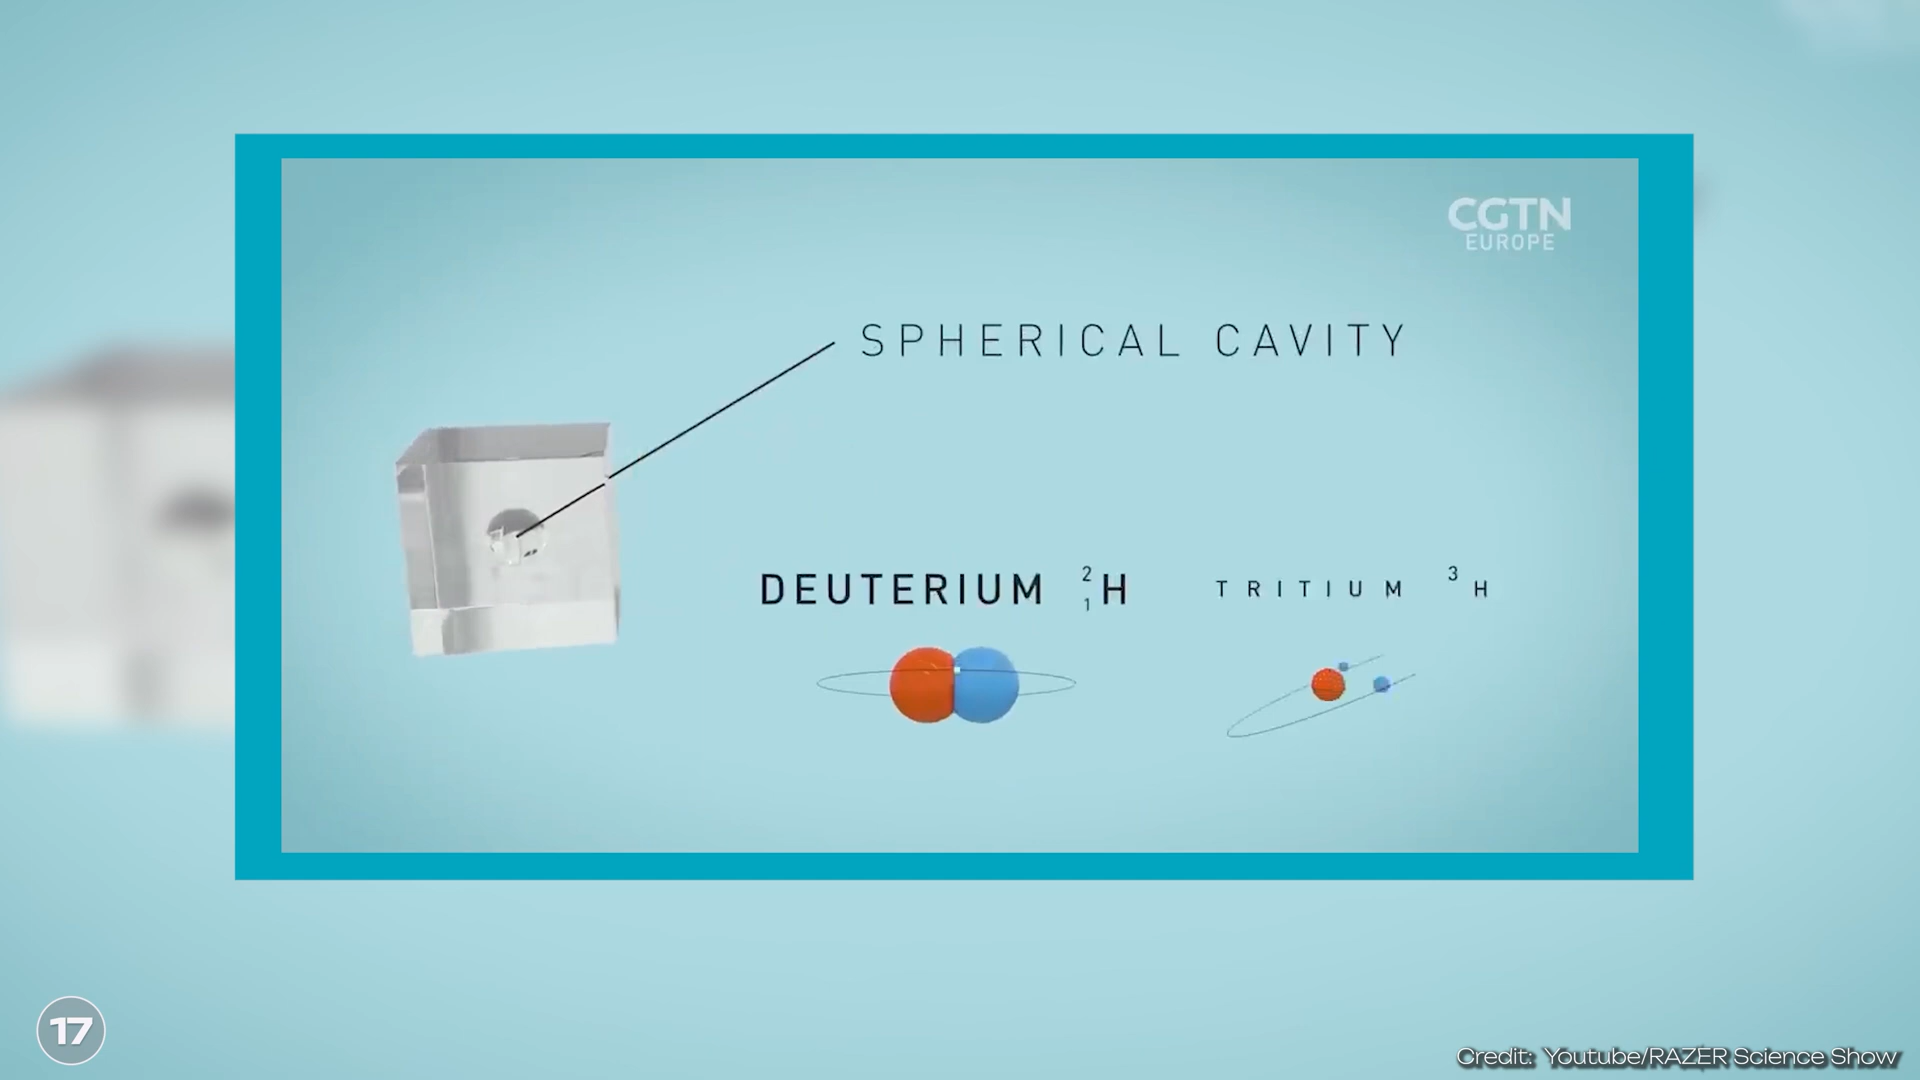 CGTN
EUROPE
SPHERICAL CAVITY
DEUTERIUM ²₁H
TRITIUM ³H
17
Credit: Youtube/RAZER Science Show